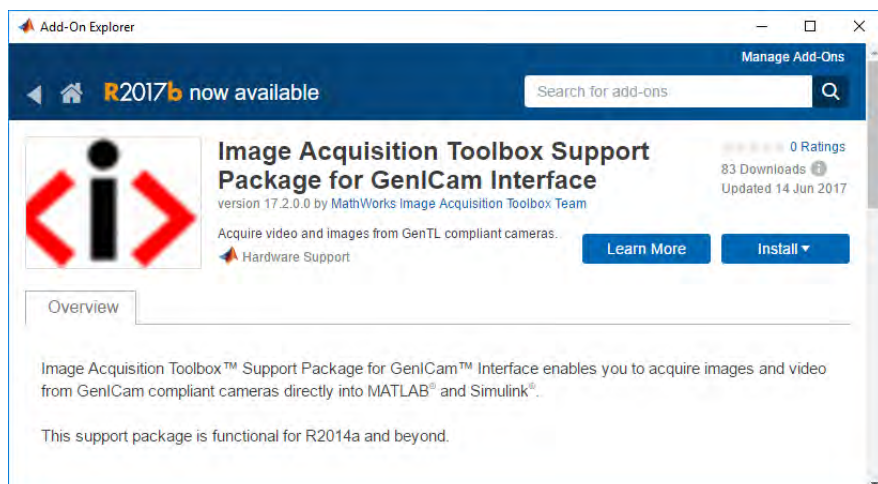 Add-On Explorer
Manage Add-Ons
R2017b now available
Search for add-ons
Image Acquisition Toolbox Support
Package for GenICam Interface
0 Ratings
83 Downloads
Updated 14 Jun 2017
version 17.2.0.0 by MathWorks Image Acquisition Toolbox Team
Acquire video and images from GenTL compliant cameras.
Hardware Support
Learn More
Install
Overview
Image Acquisition Toolbox™ Support Package for GenICam™ Interface enables you to acquire images and video
from GenICam compliant cameras directly into MATLAB® and Simulink®.
This support package is functional for R2014a and beyond.